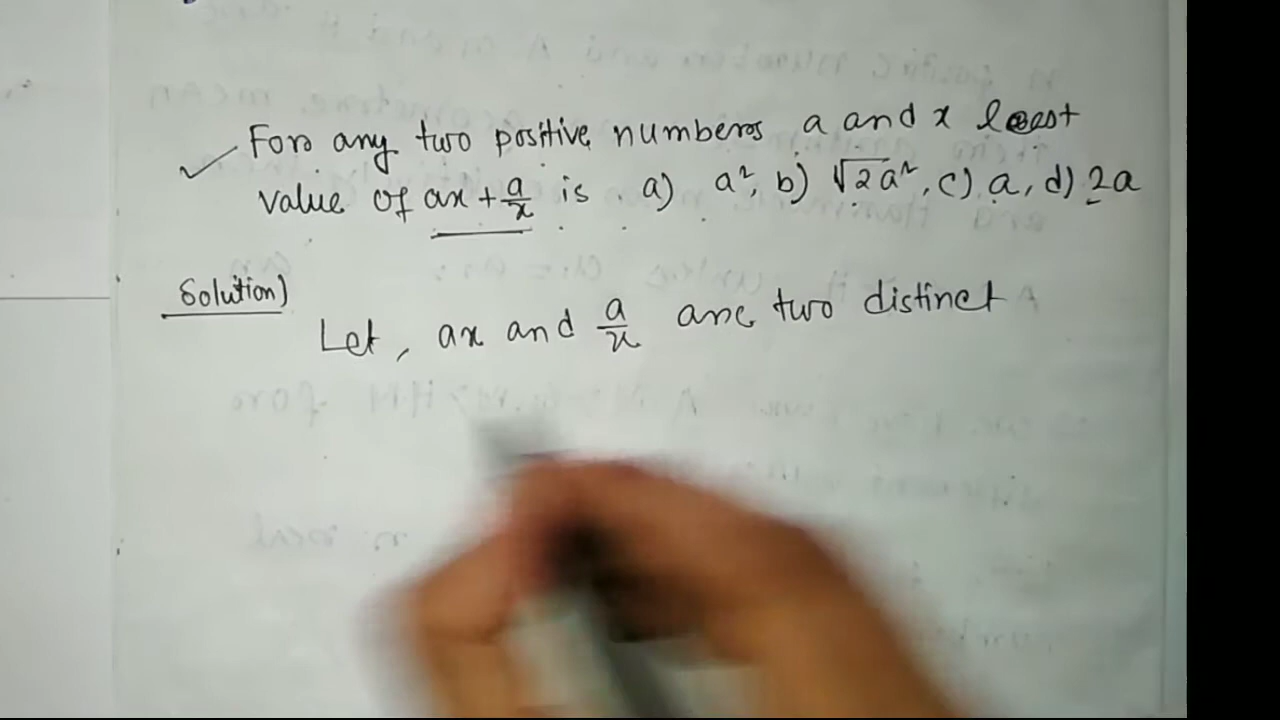 For any two positive numbers a and x least
value of ax + a/x is a) a², b) √2a², c) a, d) 2a
Solution)
Let, ax and a/x are two distinct